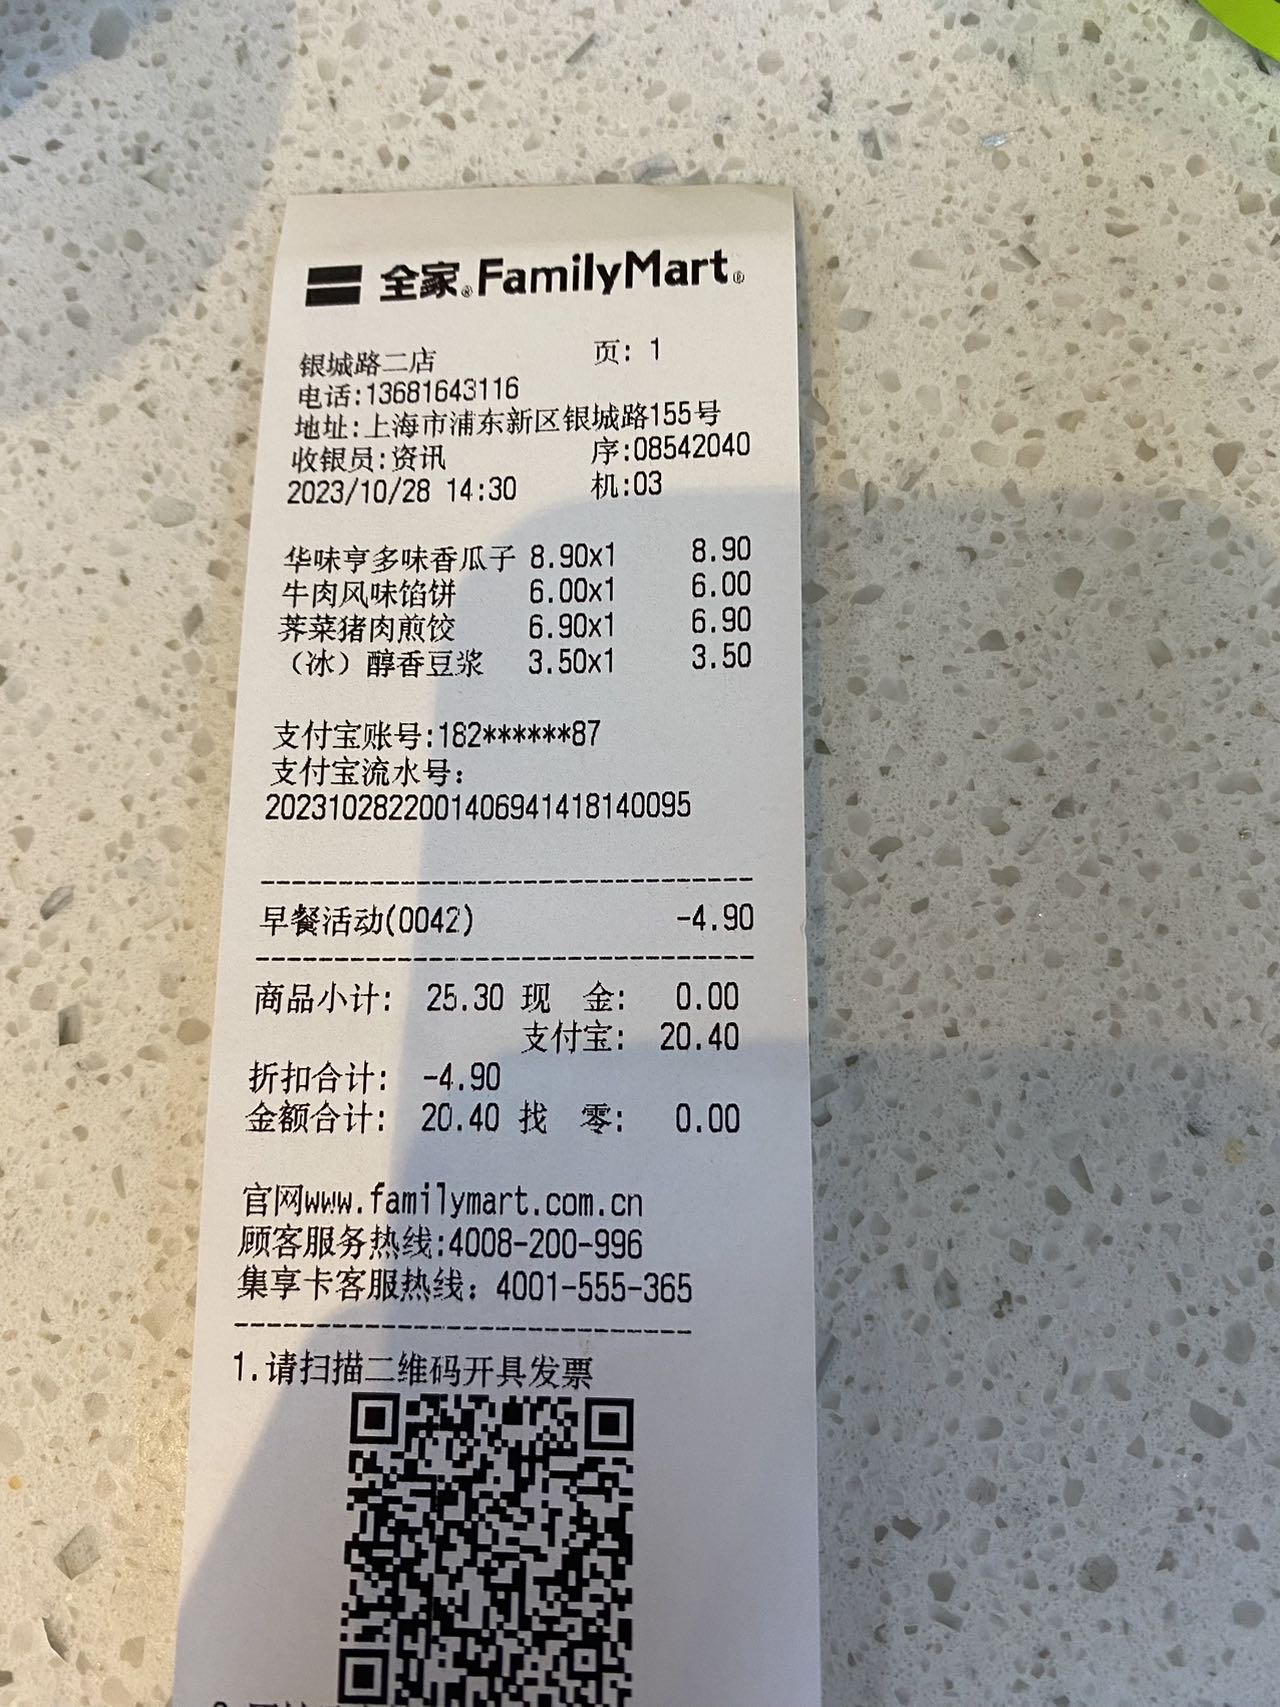 全家® FamilyMart®
银城路二店 页: 1
电话:13681643116
地址:上海市浦东新区银城路155号
收银员:资讯 序:08542040
2023/10/28 14:30 机:03
华味亨多味香瓜子 8.90x1 8.90
牛肉风味馅饼 6.00x1 6.00
荠菜猪肉煎饺 6.90x1 6.90
（冰）醇香豆浆 3.50x1 3.50
支付宝账号:182******87
支付宝流水号:
2023102822001406941418140095
早餐活动(0042) -4.90
商品小计: 25.30 现 金: 0.00
支付宝: 20.40
折扣合计: -4.90
金额合计: 20.40 找 零: 0.00
官网www.familymart.com.cn
顾客服务热线:4008-200-996
集享卡客服热线: 4001-555-365
1.请扫描二维码开具发票